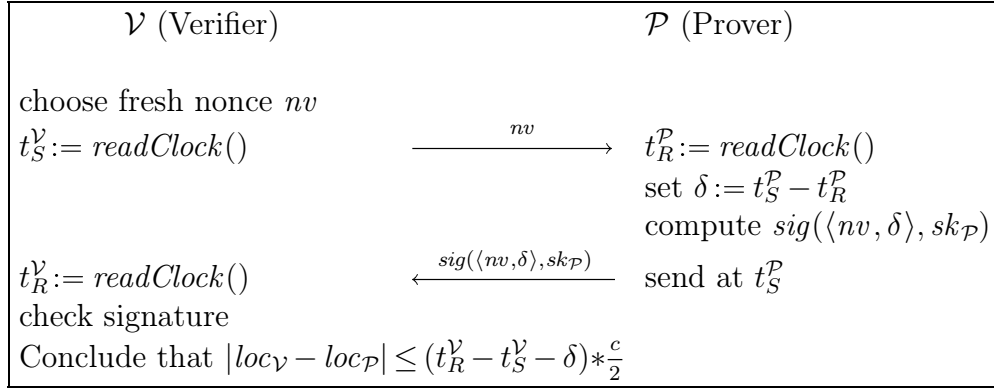 𝒱 (Verifier) 𝒫 (Prover)
choose fresh nonce nv
t_S^𝒱 := readClock() nv t_R^𝒫 := readClock()
set δ := t_S^𝒫 − t_R^𝒫
compute sig(⟨nv, δ⟩, sk_𝒫)
t_R^𝒱 := readClock() sig(⟨nv,δ⟩,sk_𝒫) send at t_S^𝒫
check signature
Conclude that |loc_𝒱 − loc_𝒫| ≤ (t_R^𝒱 − t_S^𝒱 − δ) * c/2